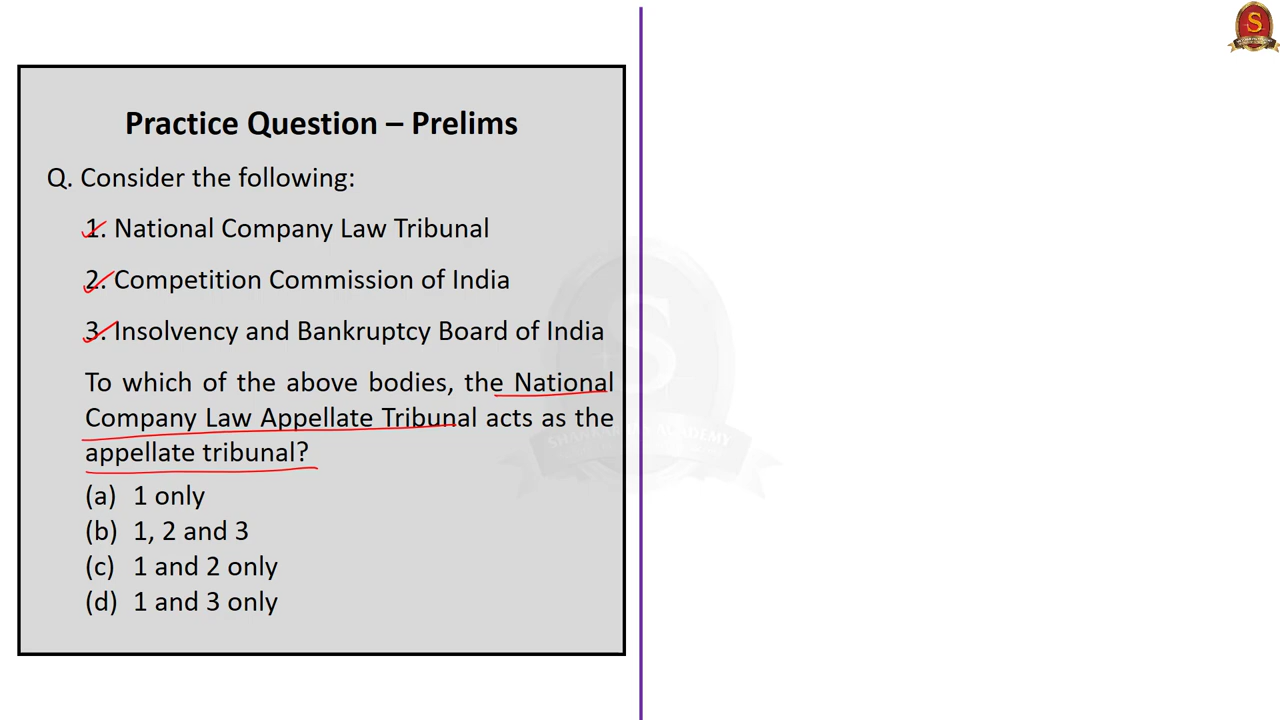 S
Practice Question – Prelims
Q. Consider the following:
1. National Company Law Tribunal
2. Competition Commission of India
3. Insolvency and Bankruptcy Board of India
To which of the above bodies, the National
Company Law Appellate Tribunal acts as the
appellate tribunal?
(a) 1 only
(b) 1, 2 and 3
(c) 1 and 2 only
(d) 1 and 3 only
S
ACADEMY